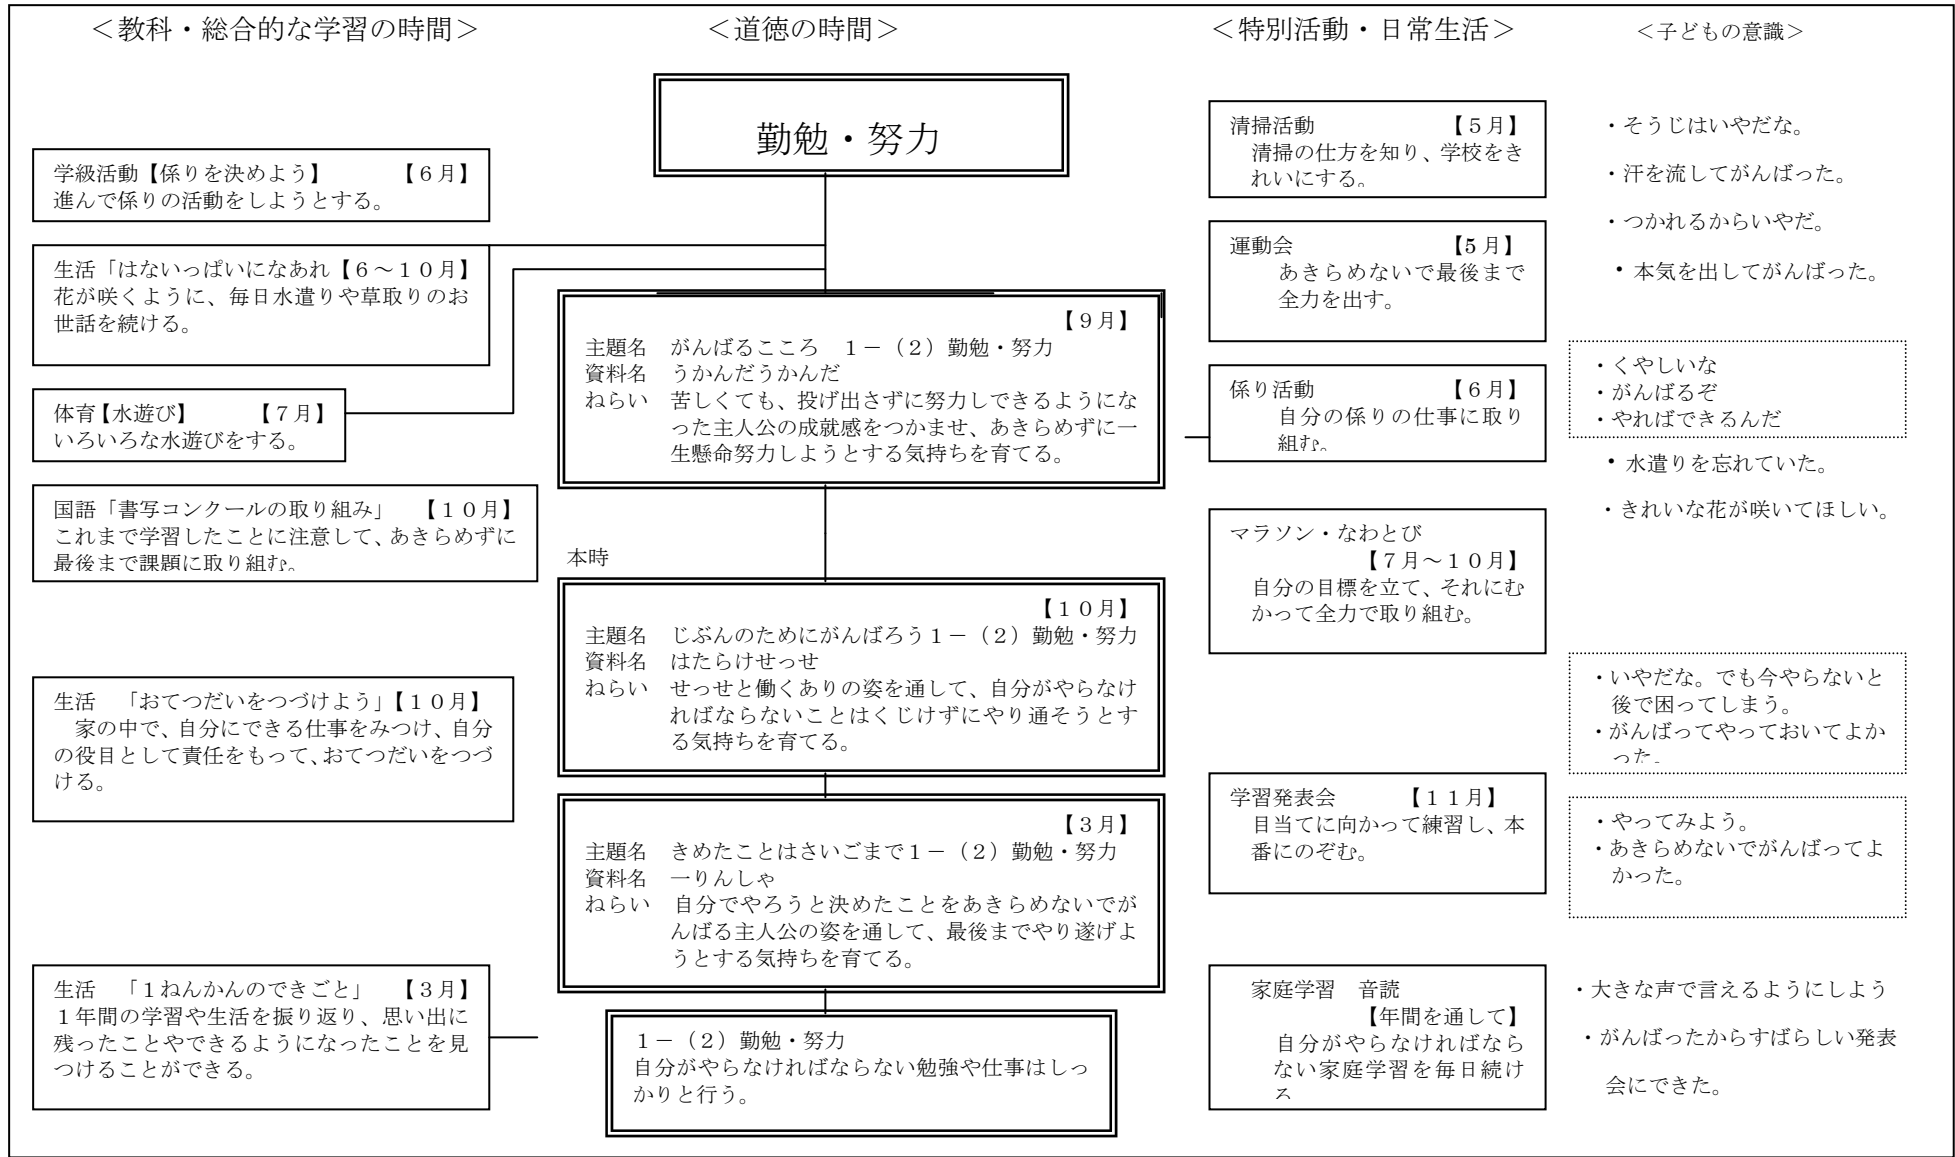 ＜教科・総合的な学習の時間＞
＜道徳の時間＞
＜特別活動・日常生活＞
＜子どもの意識＞
学級活動【係りを決めよう】　【６月】
進んで係りの活動をしようとする。
生活「はないっぱいになあれ【６～１０月】
花が咲くように、毎日水遣りや草取りのお
世話を続ける。
体育【水遊び】　【７月】
いろいろな水遊びをする。
国語「書写コンクールの取り組み」　【１０月】
これまで学習したことに注意して、あきらめずに
最後まで課題に取り組む。
生活　「おてつだいをつづけよう」【１０月】
家の中で、自分にできる仕事をみつけ、自分
の役目として責任をもって、おてつだいをつづ
ける。
生活　「１ねんかんのできごと」　【３月】
１年間の学習や生活を振り返り、思い出に
残ったことやできるようになったことを見
つけることができる。
勤勉・努力
【９月】
主題名　がんばるこころ　１－（２）勤勉・努力
資料名　うかんだうかんだ
ねらい　苦しくても、投げ出さずに努力しできるようにな
った主人公の成就感をつかませ、あきらめずに一
生懸命努力しようとする気持ちを育てる。
本時
【１０月】
主題名　じぶんのためにがんばろう１－（２）勤勉・努力
資料名　はたらけせっせ
ねらい　せっせと働くありの姿を通して、自分がやらなけ
ればならないことはくじけずにやり通そうとす
る気持ちを育てる。
【３月】
主題名　きめたことはさいごまで１－（２）勤勉・努力
資料名　一りんしゃ
ねらい　自分でやろうと決めたことをあきらめないでが
んばる主人公の姿を通して、最後までやり遂げよ
うとする気持ちを育てる。
１－（２）勤勉・努力
自分がやらなければならない勉強や仕事はしっ
かりと行う。
清掃活動　【５月】
清掃の仕方を知り、学校をき
れいにする。
運動会　【５月】
あきらめないで最後まで
全力を出す。
係り活動　【６月】
自分の係りの仕事に取り
組む。
マラソン・なわとび
【７月～１０月】
自分の目標を立て、それにむ
かって全力で取り組む。
学習発表会　【１１月】
目当てに向かって練習し、本
番にのぞむ。
家庭学習　音読
【年間を通して】
自分がやらなければなら
ない家庭学習を毎日続け
る
・そうじはいやだな。
・汗を流してがんばった。
・つかれるからいやだ。
・本気を出してがんばった。
・くやしいな
・がんばるぞ
・やればできるんだ
・水遣りを忘れていた。
・きれいな花が咲いてほしい。
・いやだな。でも今やらないと
後で困ってしまう。
・がんばってやっておいてよか
った。
・やってみよう。
・あきらめないでがんばってよ
かった。
・大きな声で言えるようにしよう
・がんばったからすばらしい発表
会にできた。